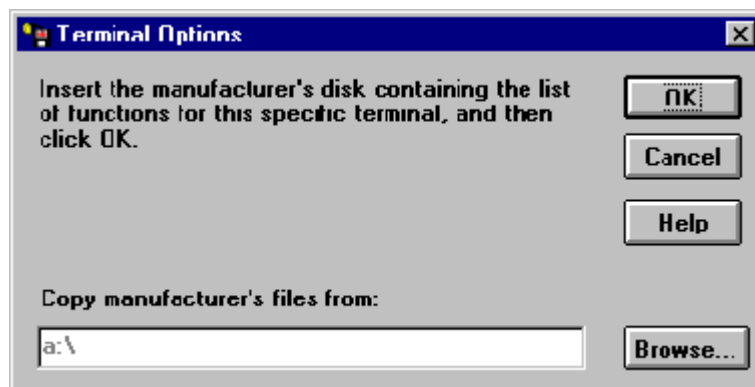 Terminal Options
Insert the manufacturer's disk containing the list
of functions for this specific terminal, and then
click OK.
OK
Cancel
Help
Copy manufacturer's files from:
a:\
Browse...